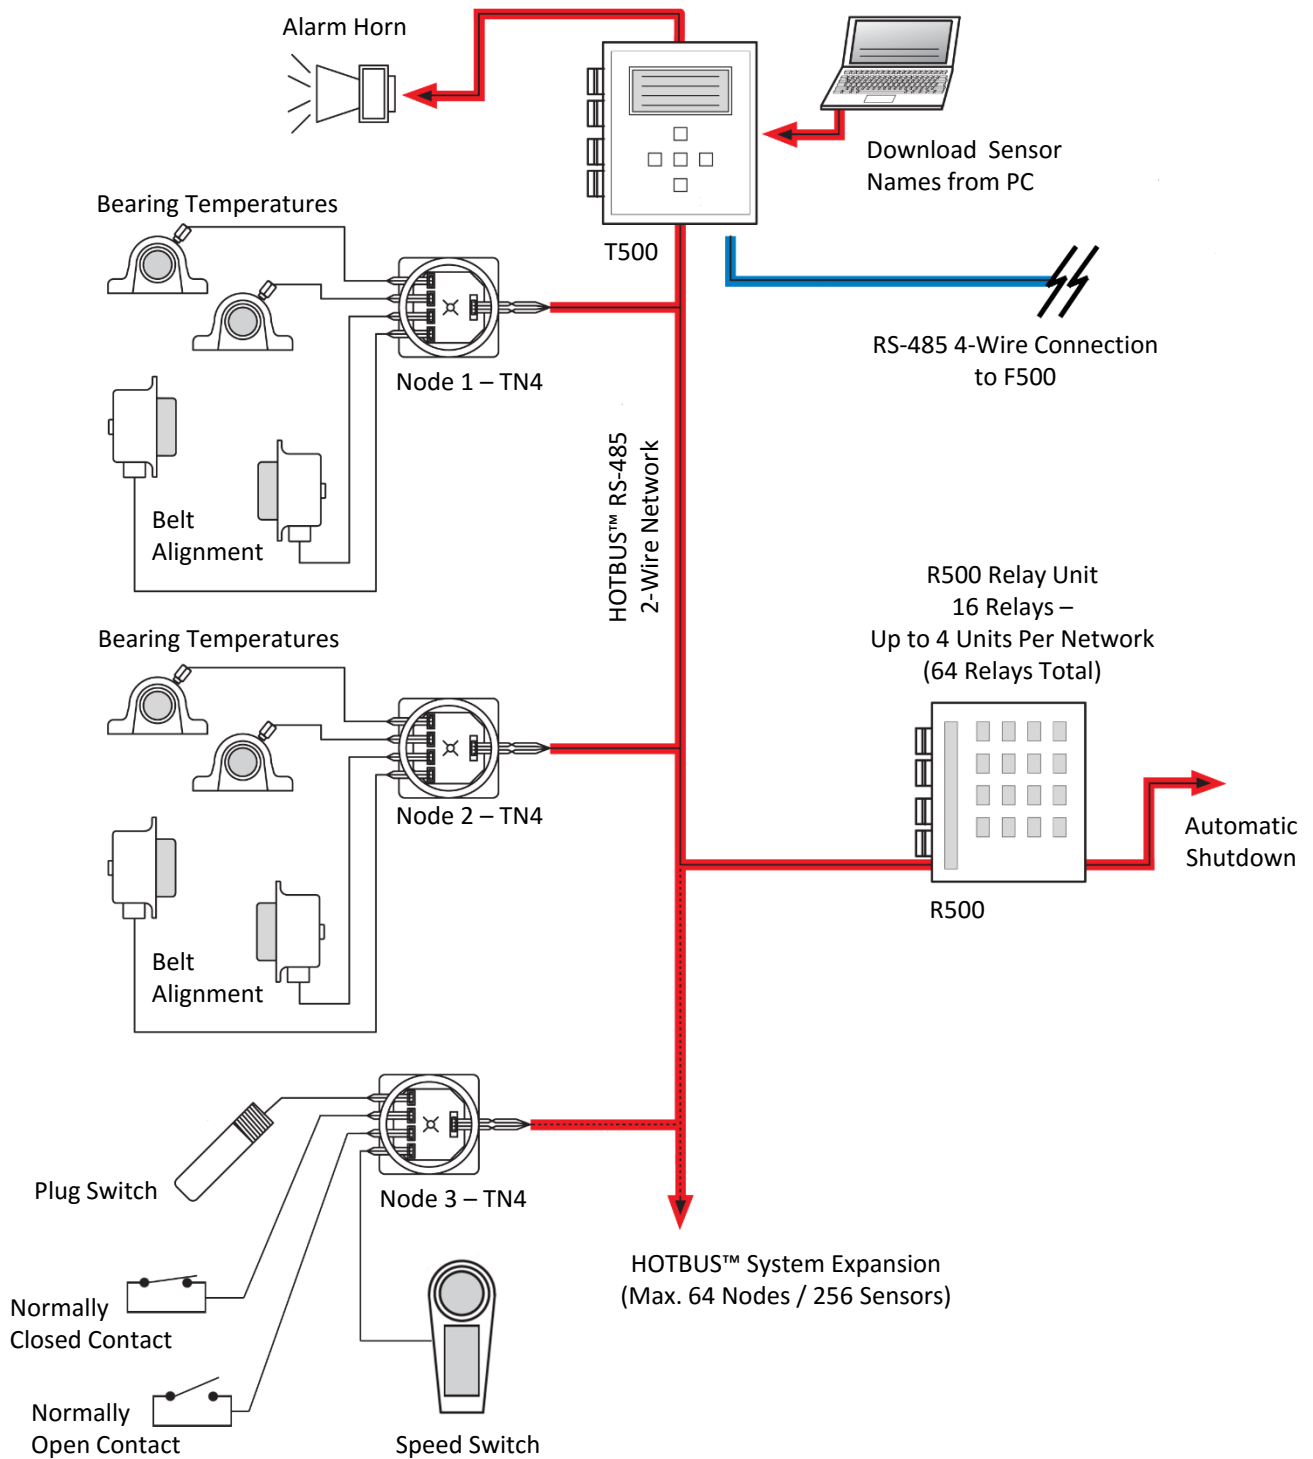 Alarm Horn
Download Sensor
Names from PC
Bearing Temperatures
T500
RS-485 4-Wire Connection
to F500
Node 1 – TN4
HOTBUS™ RS-485
2-Wire Network
Belt
Alignment
R500 Relay Unit
16 Relays –
Up to 4 Units Per Network
(64 Relays Total)
Bearing Temperatures
Node 2 – TN4
Automatic
Shutdown
R500
Belt
Alignment
Plug Switch
Node 3 – TN4
HOTBUS™ System Expansion
(Max. 64 Nodes / 256 Sensors)
Normally
Closed Contact
Normally
Open Contact
Speed Switch